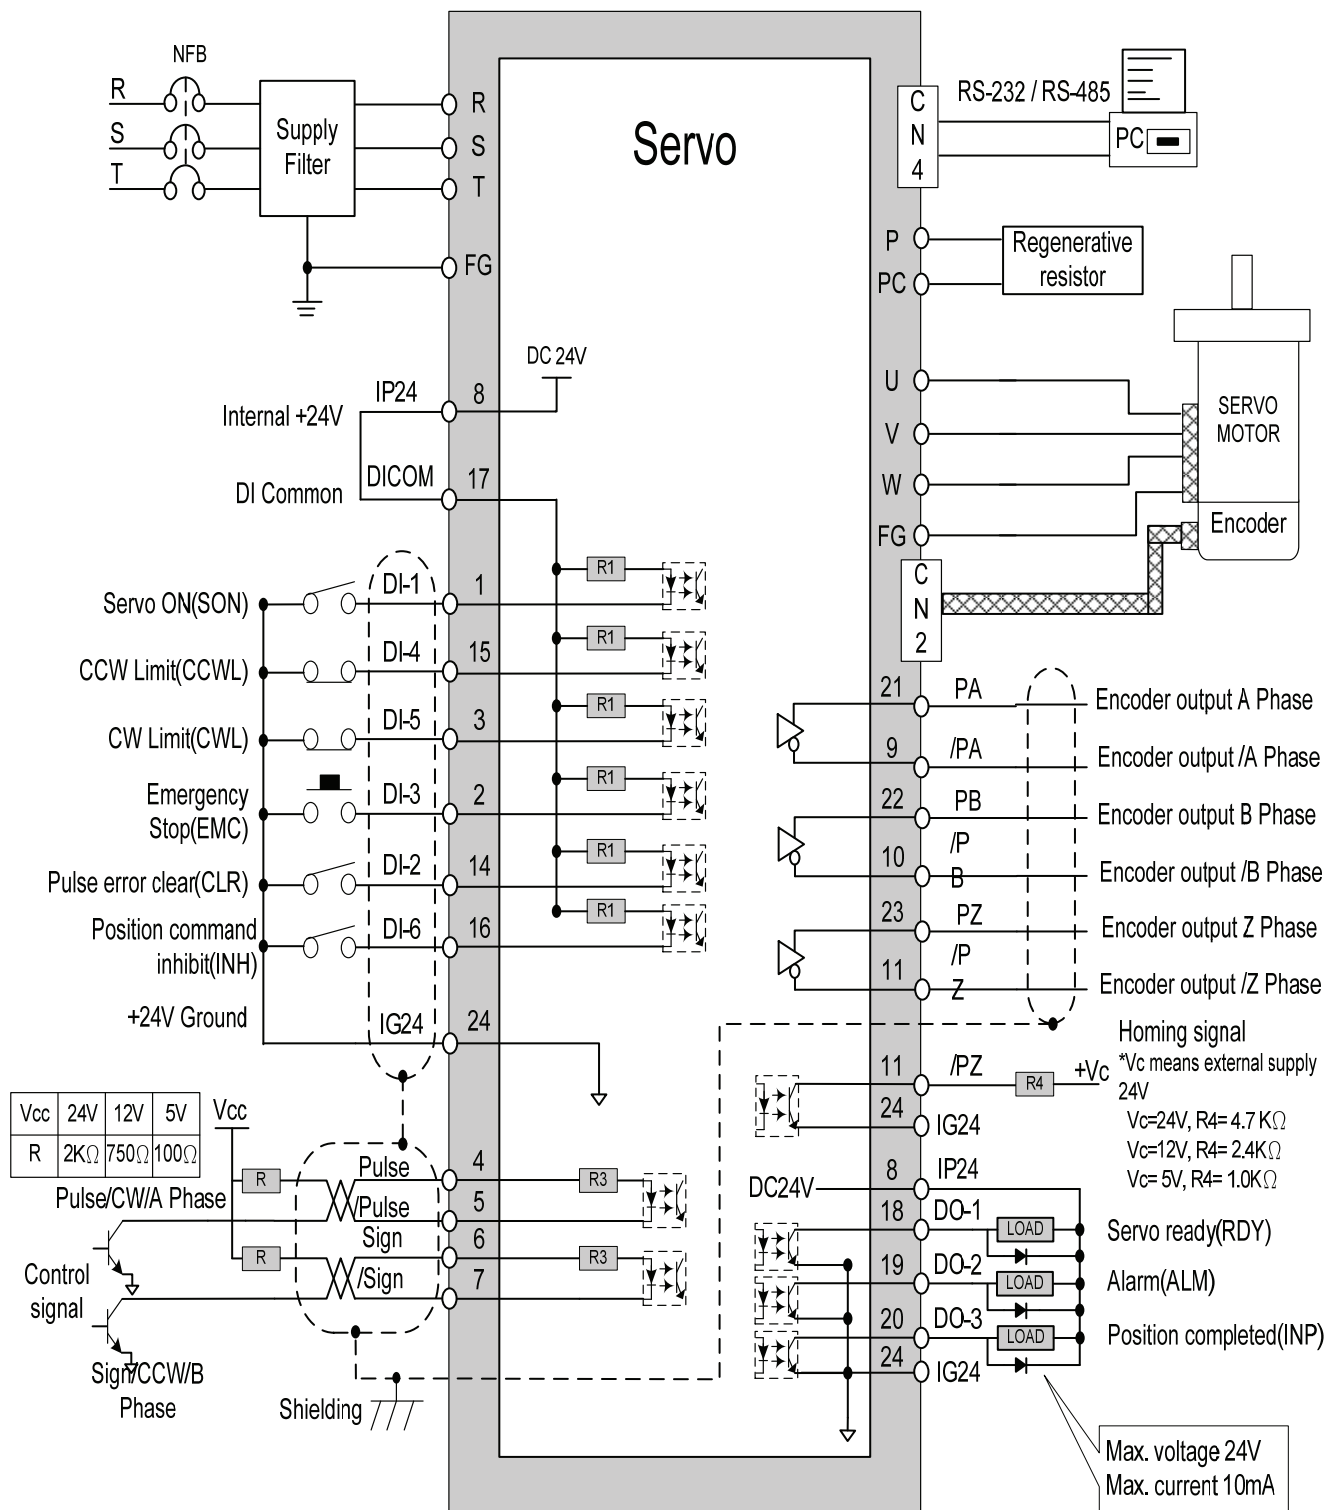 NFB
R
S
T
Supply
Filter
R
S
T
FG
Servo
C
N
4
RS-232 / RS-485
PC
P
PC
Regenerative
resistor
U
V
W
FG
SERVO
MOTOR
Encoder
C
N
2
DC 24V
Internal +24V
IP24
8
DI Common
DICOM
17
Servo ON(SON)
DI-1
1
R1
CCW Limit(CCWL)
DI-4
15
R1
CW Limit(CWL)
DI-5
3
R1
Emergency
Stop(EMC)
DI-3
2
R1
Pulse error clear(CLR)
DI-2
14
R1
Position command
inhibit(INH)
DI-6
16
R1
+24V Ground
IG24
24
21
PA
Encoder output A Phase
9
/PA
Encoder output /A Phase
22
PB
Encoder output B Phase
10
/P
B
Encoder output /B Phase
23
PZ
Encoder output Z Phase
11
/P
Z
Encoder output /Z Phase
Homing signal
*Vc means external supply
24V
Vc=24V, R4= 4.7 KΩ
Vc=12V, R4= 2.4KΩ
Vc= 5V, R4= 1.0KΩ
11
/PZ
R4
+Vc
24
IG24
Vcc 24V 12V 5V
R 2KΩ 750Ω 100Ω
Vcc
R
Pulse
4
R3
Pulse/CW/A Phase
/Pulse
5
R
Sign
6
R3
/Sign
7
Control
signal
Sign/CCW/B
Phase
Shielding
DC24V
8
IP24
18
DO-1
LOAD
Servo ready(RDY)
19
DO-2
LOAD
Alarm(ALM)
20
DO-3
LOAD
Position completed(INP)
24
IG24
Max. voltage 24V
Max. current 10mA